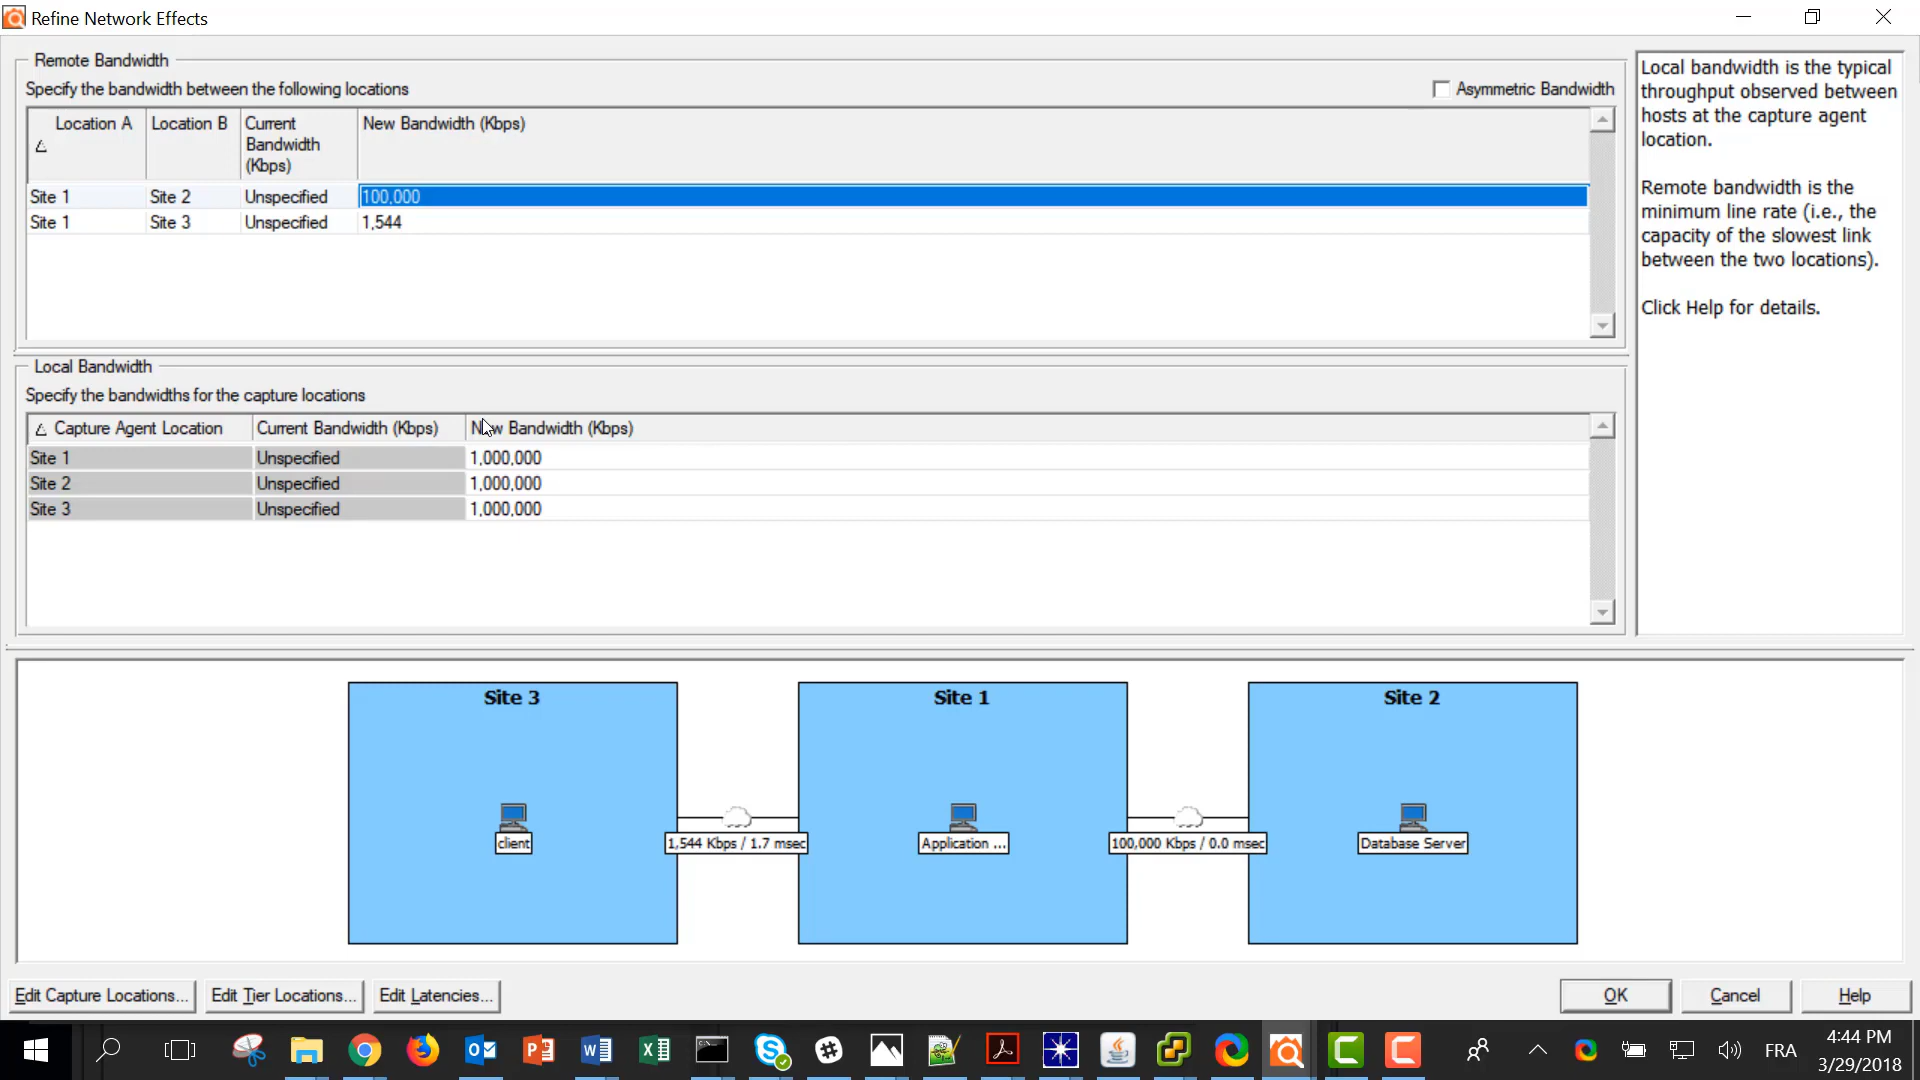 Refine Network Effects
Remote Bandwidth
Specify the bandwidth between the following locations
Asymmetric Bandwidth
Location A Location B Current Bandwidth (Kbps) New Bandwidth (Kbps)
Site 1 Site 2 Unspecified 100,000
Site 1 Site 3 Unspecified 1,544
Local Bandwidth
Specify the bandwidths for the capture locations
Capture Agent Location Current Bandwidth (Kbps) New Bandwidth (Kbps)
Site 1 Unspecified 1,000,000
Site 2 Unspecified 1,000,000
Site 3 Unspecified 1,000,000
Local bandwidth is the typical
throughput observed between
hosts at the capture agent
location.
Remote bandwidth is the
minimum line rate (i.e., the
capacity of the slowest link
between the two locations).
Click Help for details.
Site 3 Site 1 Site 2
client 1,544 Kbps / 1.7 msec Application ... 100,000 Kbps / 0.0 msec Database Server
Edit Capture Locations... Edit Tier Locations... Edit Latencies... OK Cancel Help
FRA
4:44 PM
3/29/2018